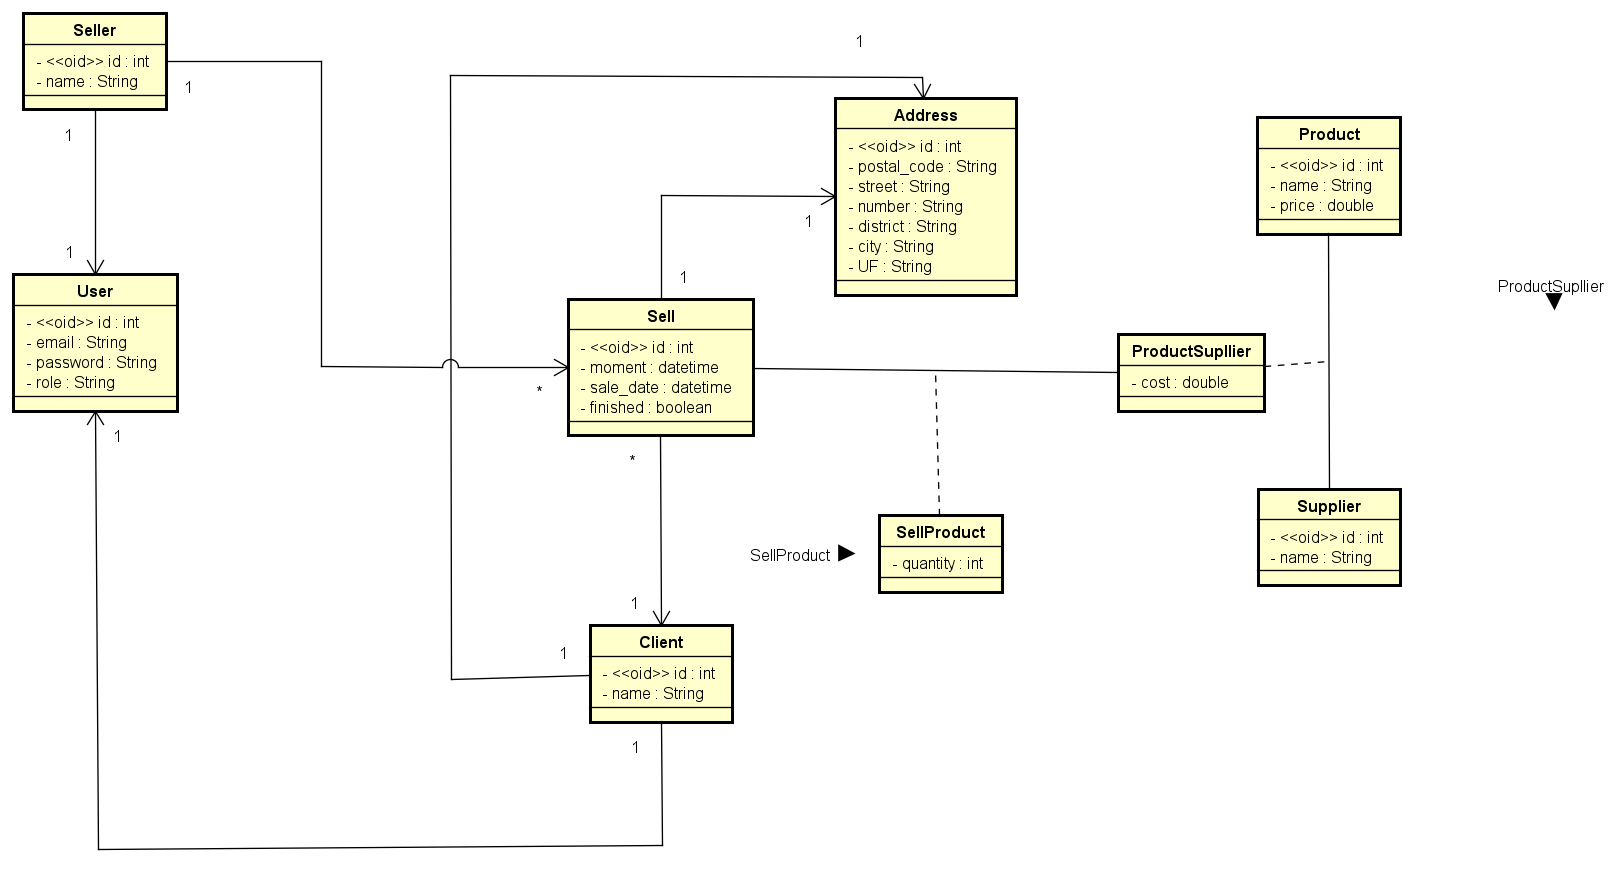 Seller
- <<oid>> id : int
- name : String
1
1
1
User
- <<oid>> id : int
- email : String
- password : String
- role : String
1
1
Address
- <<oid>> id : int
- postal_code : String
- street : String
- number : String
- district : String
- city : String
- UF : String
1
1
Sell
- <<oid>> id : int
- moment : datetime
- sale_date : datetime
- finished : boolean
*
*
1
Client
- <<oid>> id : int
- name : String
1
1
SellProduct
SellProduct
- quantity : int
Product
- <<oid>> id : int
- name : String
- price : double
ProductSupllier
ProductSupllier
- cost : double
Supplier
- <<oid>> id : int
- name : String